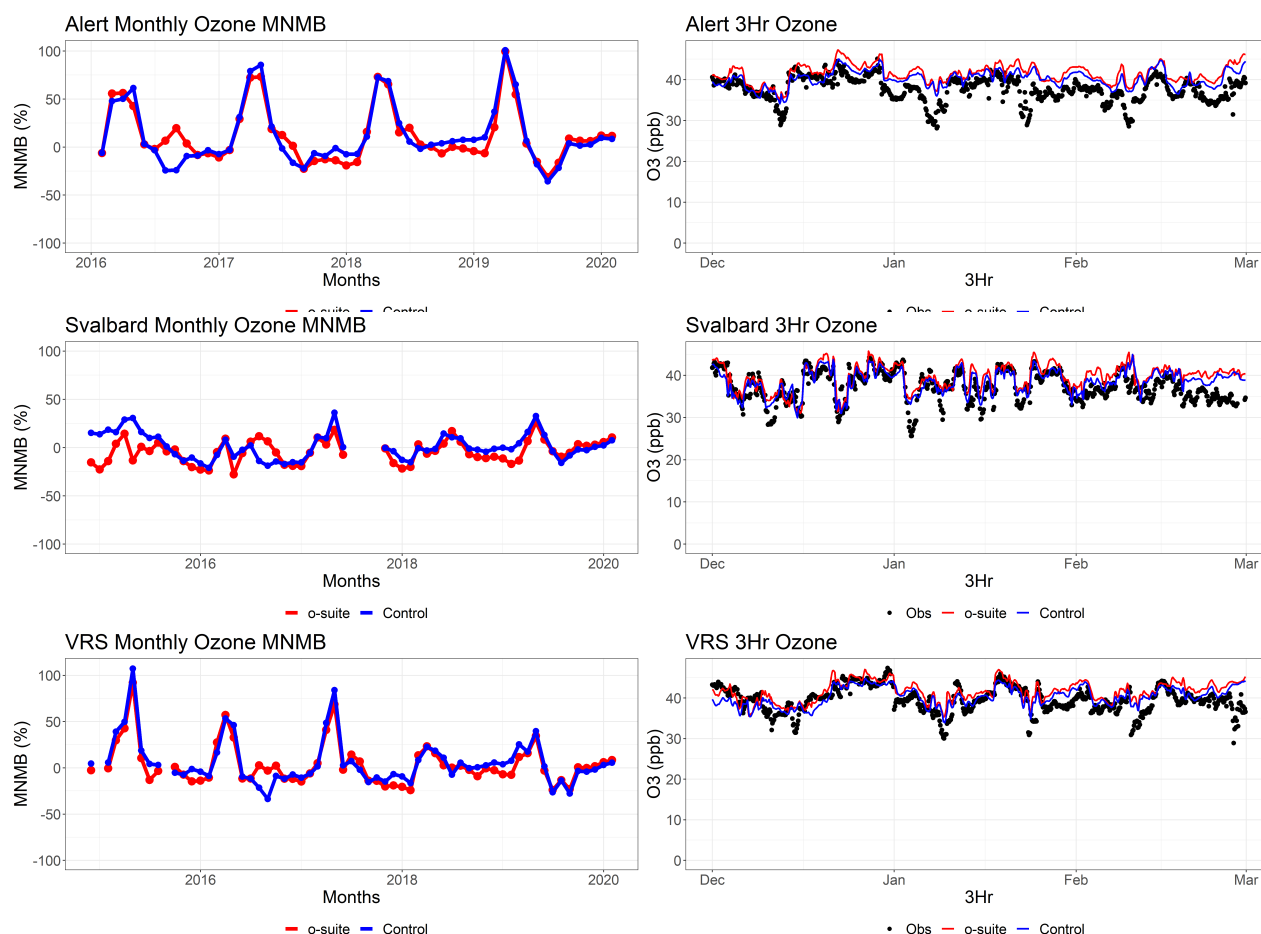 Alert Monthly Ozone MNMB
MNMB (%)
100
50
0
-50
-100
2016 2017 2018 2019 2020
Months
o-suite Control
Alert 3Hr Ozone
O3 (ppb)
40
30
20
10
0
Dec Jan Feb Mar
3Hr
Obs o-suite Control
Svalbard Monthly Ozone MNMB
MNMB (%)
100
50
0
-50
-100
2016 2018 2020
Months
o-suite Control
Svalbard 3Hr Ozone
O3 (ppb)
40
30
20
10
0
Dec Jan Feb Mar
3Hr
Obs o-suite Control
VRS Monthly Ozone MNMB
MNMB (%)
100
50
0
-50
-100
2016 2018 2020
Months
o-suite Control
VRS 3Hr Ozone
O3 (ppb)
40
30
20
10
0
Dec Jan Feb Mar
3Hr
Obs o-suite Control